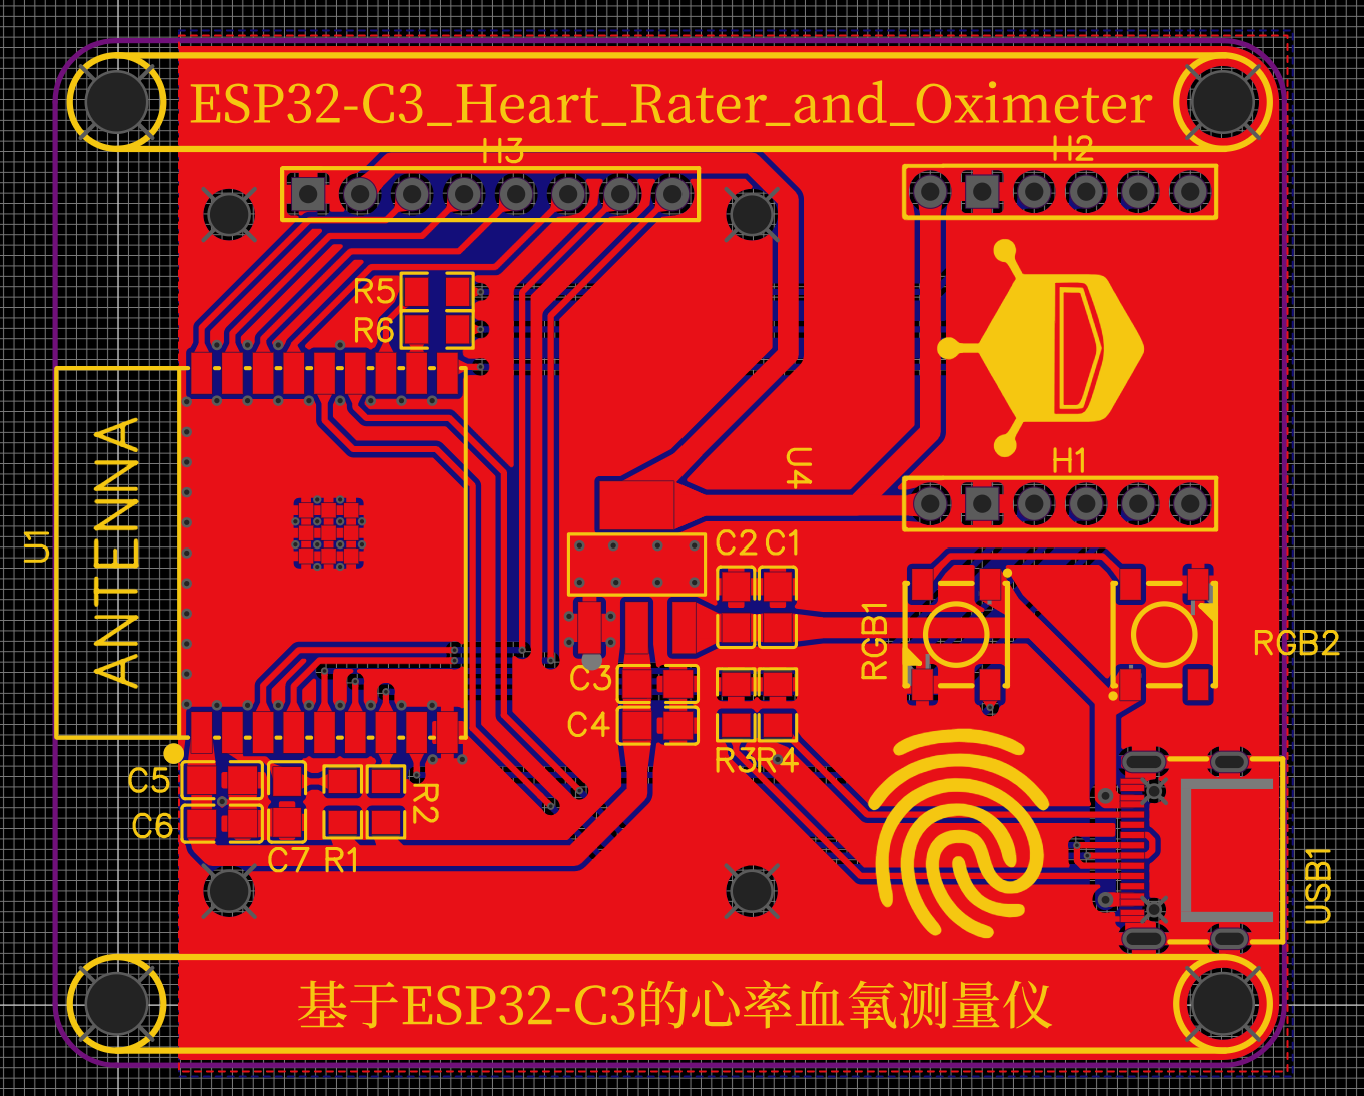 ESP32-C3_Heart_Rater_and_Oximeter
H3
H2
R5
R6
U4
H1
ANTENNA
U1
C2 C1
RGB1
RGB2
C3
C4
R3 R4
C5
C6
R2
C7 R1
USB1
基于ESP32-C3的心率血氧测量仪